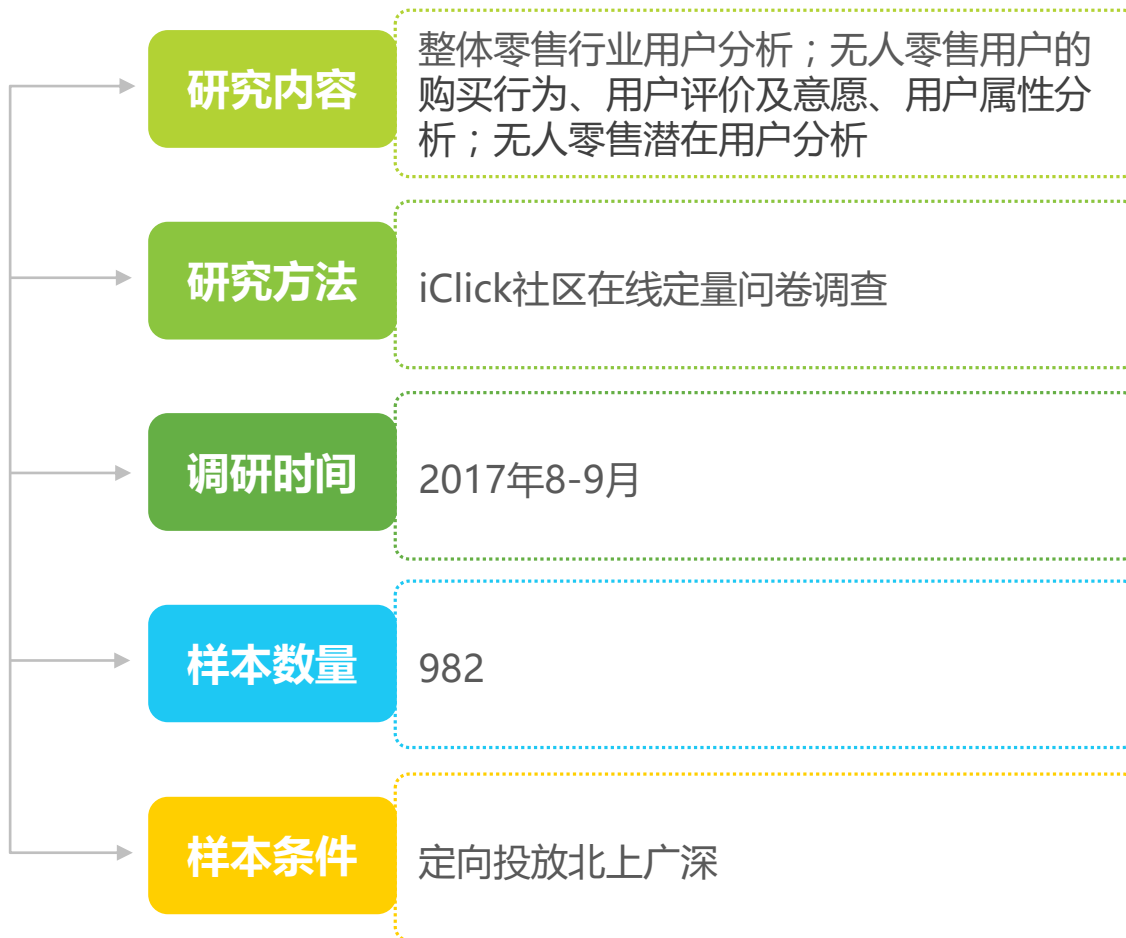 研究内容
整体零售行业用户分析；无人零售用户的
购买行为、用户评价及意愿、用户属性分
析；无人零售潜在用户分析
研究方法
iClick社区在线定量问卷调查
调研时间
2017年8-9月
样本数量
982
样本条件
定向投放北上广深